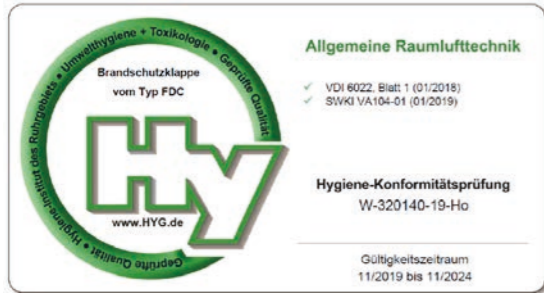 Hygiene-Institut des Ruhrgebiets • Umwelthygiene + Toxikologie • Geprüfte Qualität
Brandschutzklappe
vom Typ FDC
Hy
www.HYG.de
Geprüfte Qualität •
Allgemeine Raumlufttechnik
✓ VDI 6022, Blatt 1 (01/2018)
✓ SWKI VA104-01 (01/2019)
Hygiene-Konformitätsprüfung
W-320140-19-Ho
Gültigkeitszeitraum
11/2019 bis 11/2024